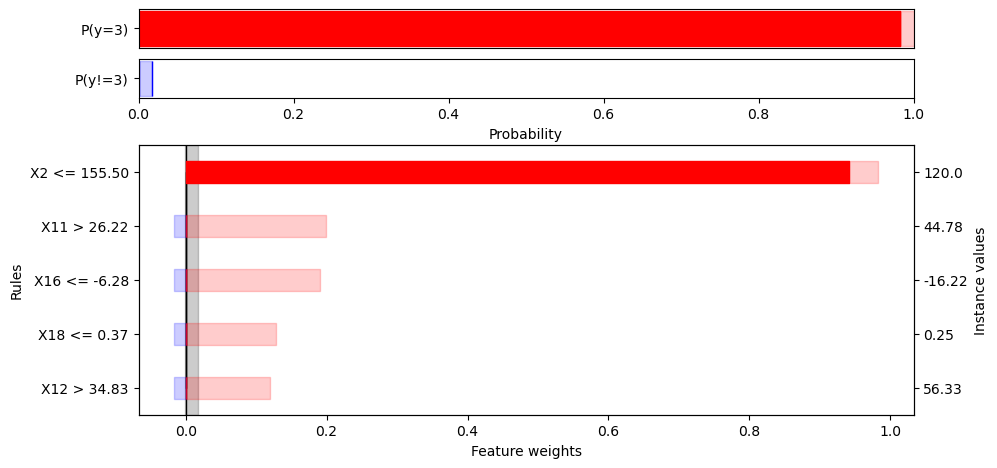 P(y=3)
P(y!=3)
0.0 0.2 0.4 0.6 0.8 1.0
Probability
X2 <= 155.50 120.0
X11 > 26.22 44.78
X16 <= -6.28 -16.22
X18 <= 0.37 0.25
X12 > 34.83 56.33
Rules
Instance values
0.0 0.2 0.4 0.6 0.8 1.0
Feature weights